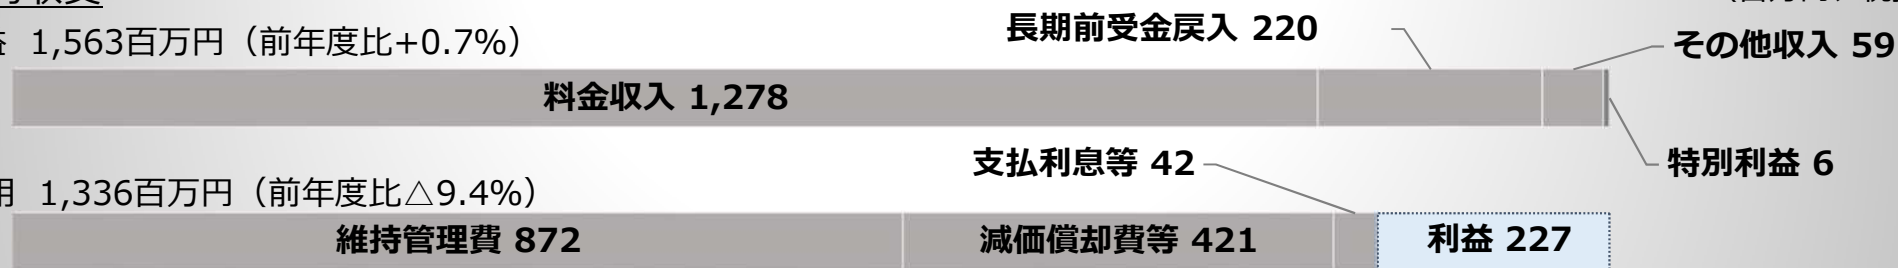 1,563百万円（前年度比+0.7%）
長期前受金戻入 220
その他収入 59
料金収入 1,278
支払利息等 42
特別利益 6
1,336百万円（前年度比△9.4%）
維持管理費 872
減価償却費等 421
利益 227